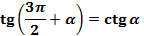 tg(3π/2 + α) = ctg α